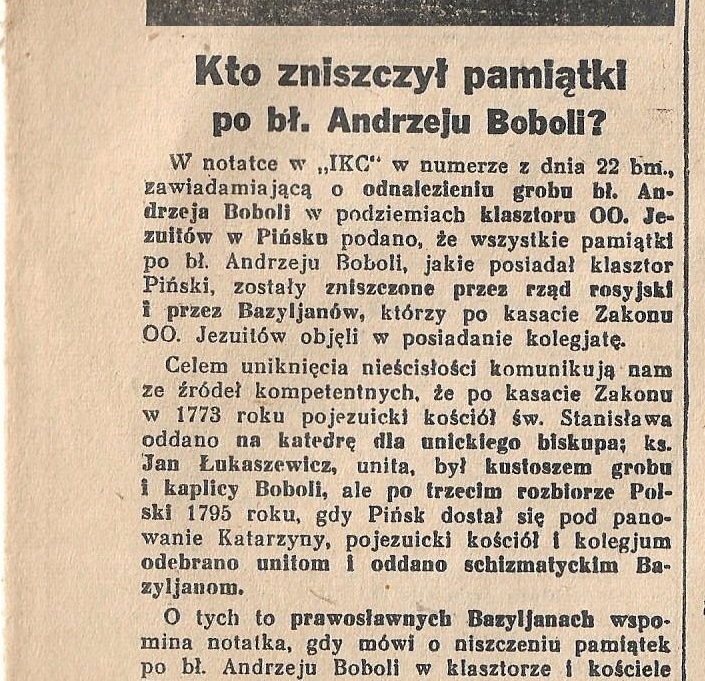 Kto zniszczył pamiątki
po bł. Andrzeju Boboli?
W notatce w „IKC" w numerze z dnia 22 bm.,
zawiadamiającą o odnalezieniu grobu bł. An-
drzeja Boboli w podziemiach klasztoru OO. Je-
zuitów w Pińsku podano, że wszystkie pamiątki
po bł. Andrzeju Boboli, jakie posiadał klasztor
Piński, zostały zniszczone przez rząd rosyjski
i przez Bazyljanów, którzy po kasacie Zakonu
OO. Jezuitów objęli w posiadanie kolegjatę.
Celem uniknięcia nieścisłości komunikują nam
ze źródeł kompetentnych, że po kasacie Zakonu
w 1773 roku pojezuicki kościół św. Stanisława
oddano na katedrę dla unickiego biskupa; ks.
Jan Łukaszewicz, unita, był kustoszem grobu
i kaplicy Boboli, ale po trzecim rozbiorze Pol-
ski 1795 roku, gdy Pińsk dostał się pod pano-
wanie Katarzyny, pojezuicki kościół i kolegjum
odebrano unitom i oddano schizmatyckim Ba-
zyljanom.
O tych to prawosławnych Bazyljanach wspo-
mina notatka, gdy mówi o niszczeniu pamiątek
po bł. Andrzeju Boboli w klasztorze i kościele